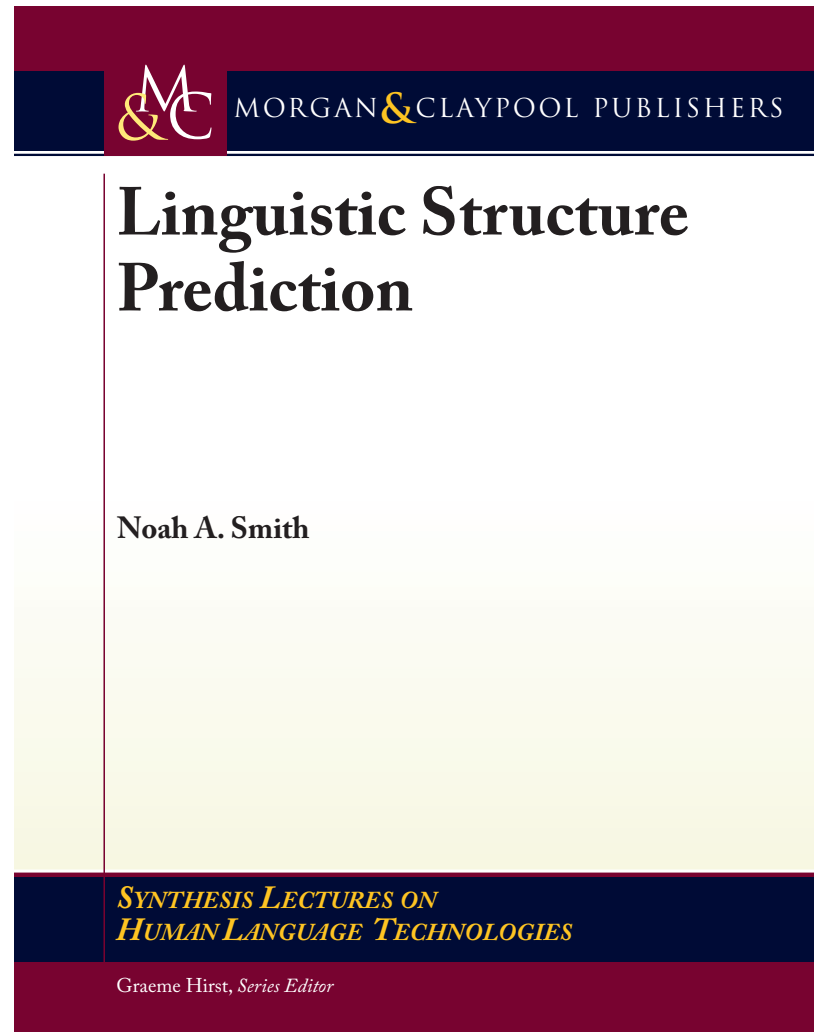 M&C MORGAN&CLAYPOOL PUBLISHERS
Linguistic Structure
Prediction
Noah A. Smith
SYNTHESIS LECTURES ON
HUMAN LANGUAGE TECHNOLOGIES
Graeme Hirst, Series Editor